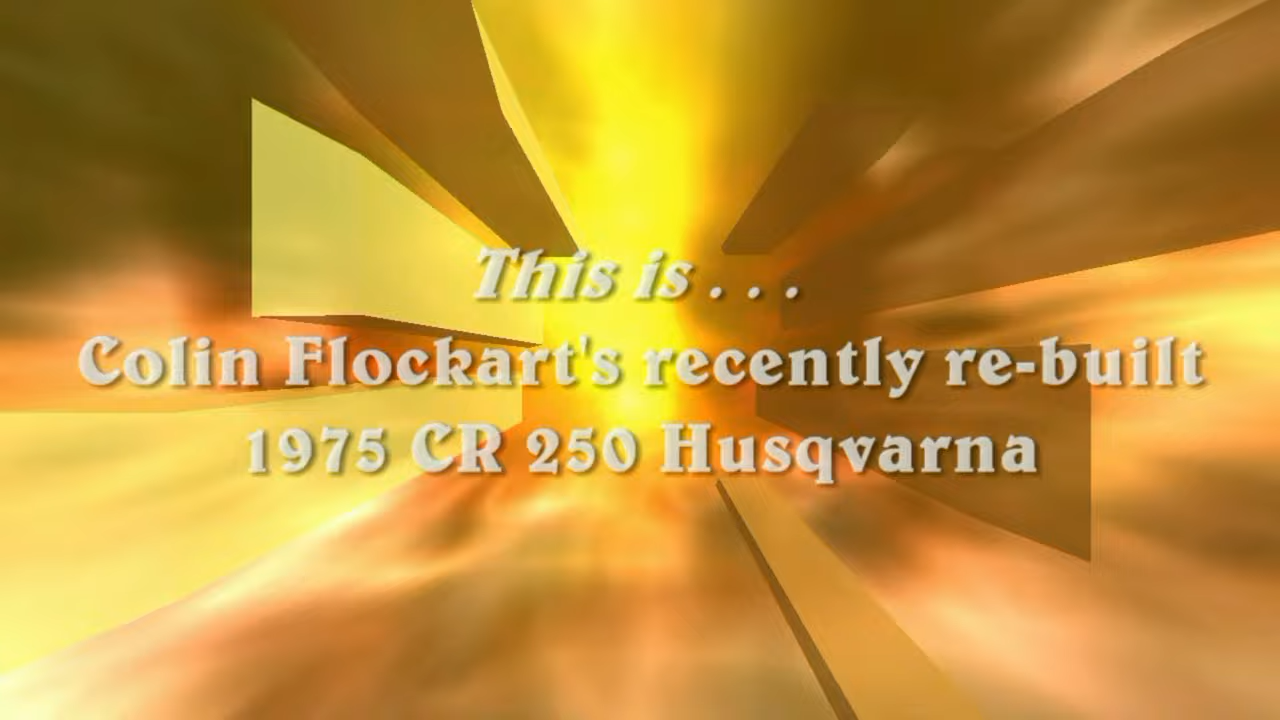 This is . . .
Colin Flockart's recently re-built
1975 CR 250 Husqvarna